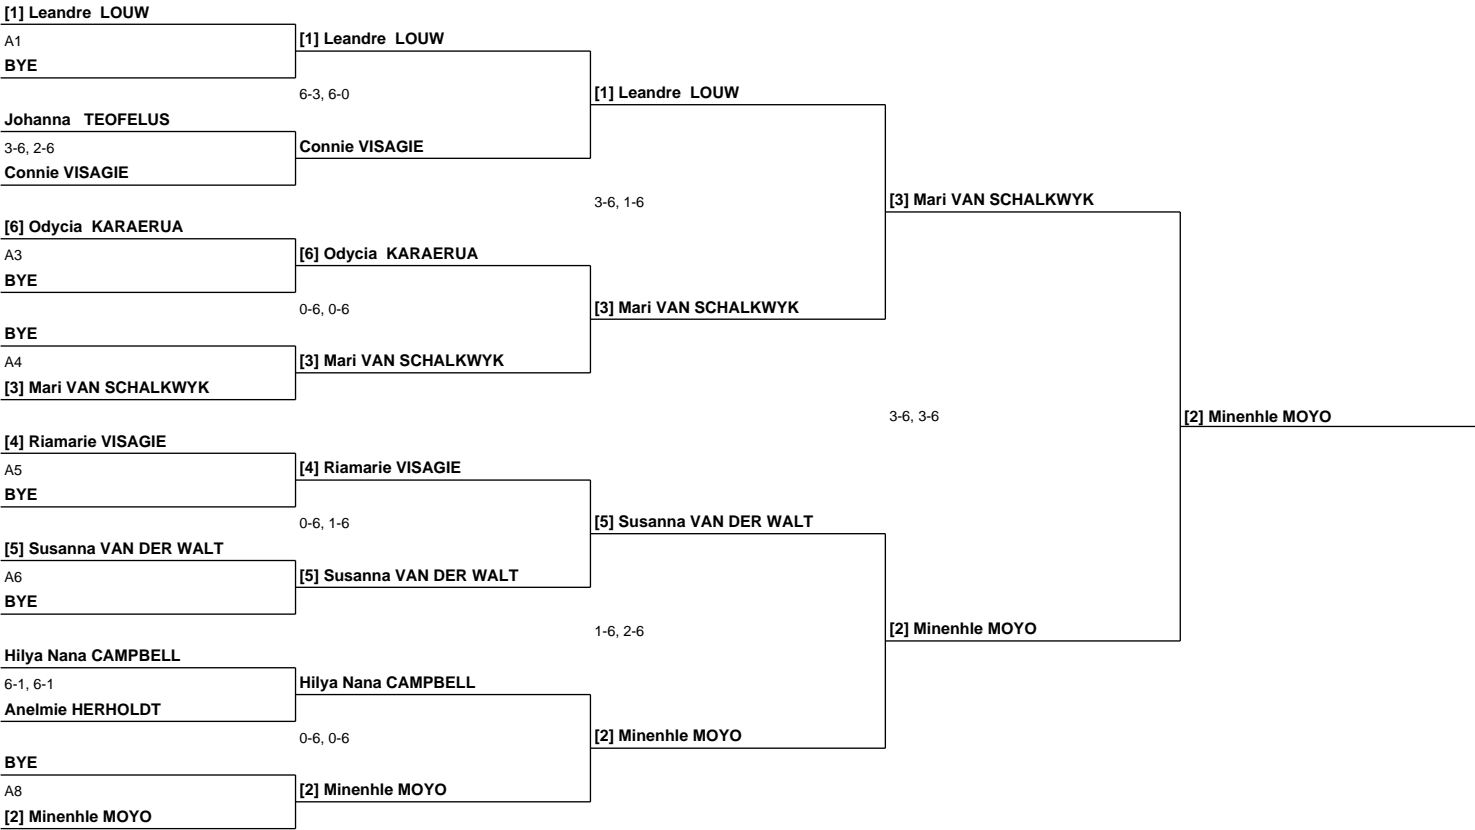 [1] Leandre LOUW
A1
BYE
Johanna TEOFELUS
3-6, 2-6
Connie VISAGIE
[6] Odycia KARAERUA
A3
BYE
BYE
A4
[3] Mari VAN SCHALKWYK
[4] Riamarie VISAGIE
A5
BYE
[5] Susanna VAN DER WALT
A6
BYE
Hilya Nana CAMPBELL
6-1, 6-1
Anelmie HERHOLDT
BYE
A8
[2] Minenhle MOYO
[1] Leandre LOUW
6-3, 6-0
Connie VISAGIE
[6] Odycia KARAERUA
0-6, 0-6
[3] Mari VAN SCHALKWYK
[4] Riamarie VISAGIE
0-6, 1-6
[5] Susanna VAN DER WALT
Hilya Nana CAMPBELL
0-6, 0-6
[2] Minenhle MOYO
[1] Leandre LOUW
3-6, 1-6
[3] Mari VAN SCHALKWYK
[5] Susanna VAN DER WALT
1-6, 2-6
[2] Minenhle MOYO
[3] Mari VAN SCHALKWYK
3-6, 3-6
[2] Minenhle MOYO
[2] Minenhle MOYO